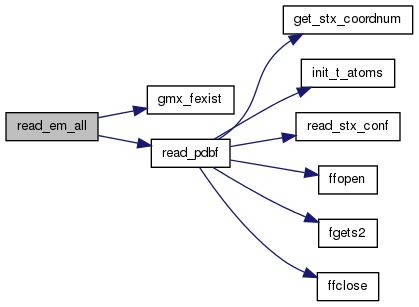 get_stx_coordnum
init_t_atoms
gmx_fexist
read_em_all
read_stx_conf
read_pdbf
ffopen
fgets2
ffclose